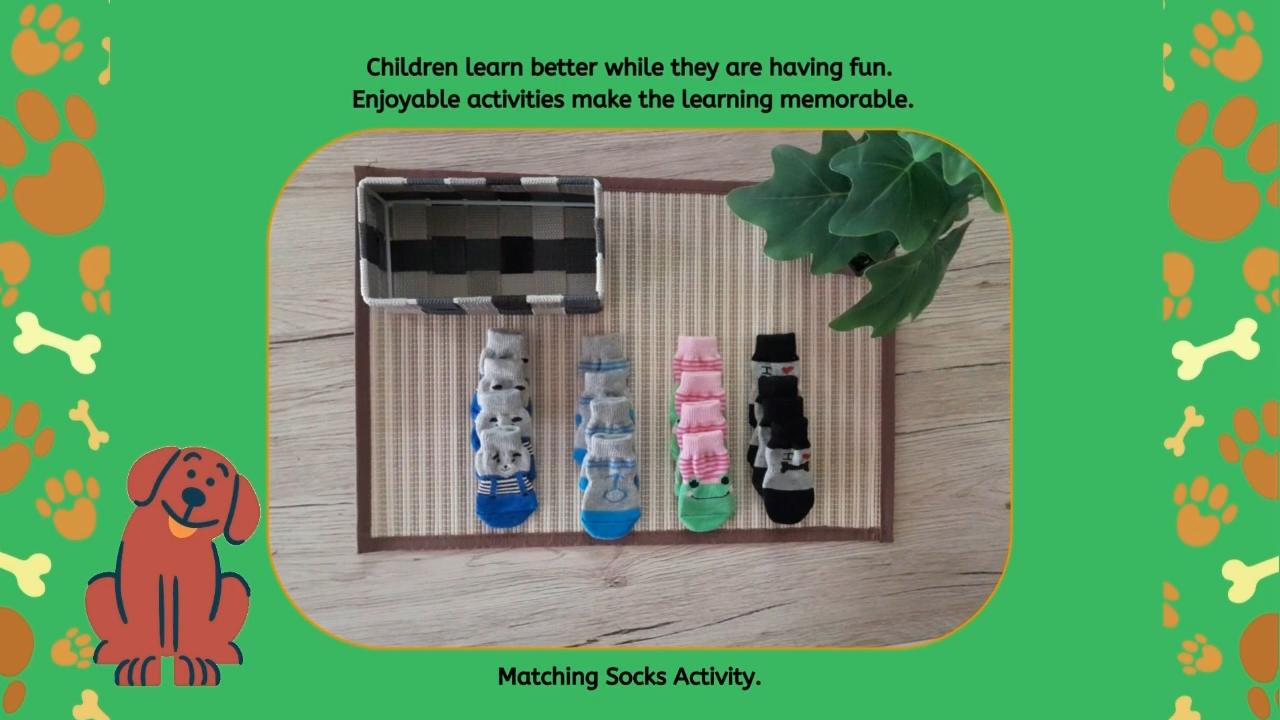 Children learn better while they are having fun.
Enjoyable activities make the learning memorable.
I
I
Matching Socks Activity.